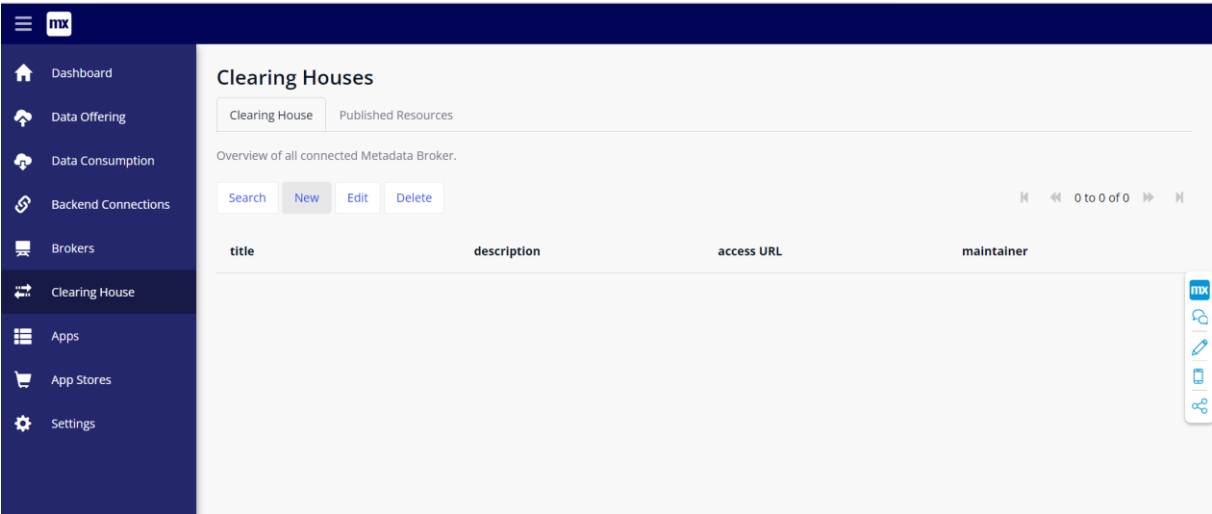 mx
Dashboard
Data Offering
Data Consumption
Backend Connections
Brokers
Clearing House
Apps
App Stores
Settings
Clearing Houses
Clearing House Published Resources
Overview of all connected Metadata Broker.
Search New Edit Delete 0 to 0 of 0
title description access URL maintainer
mx